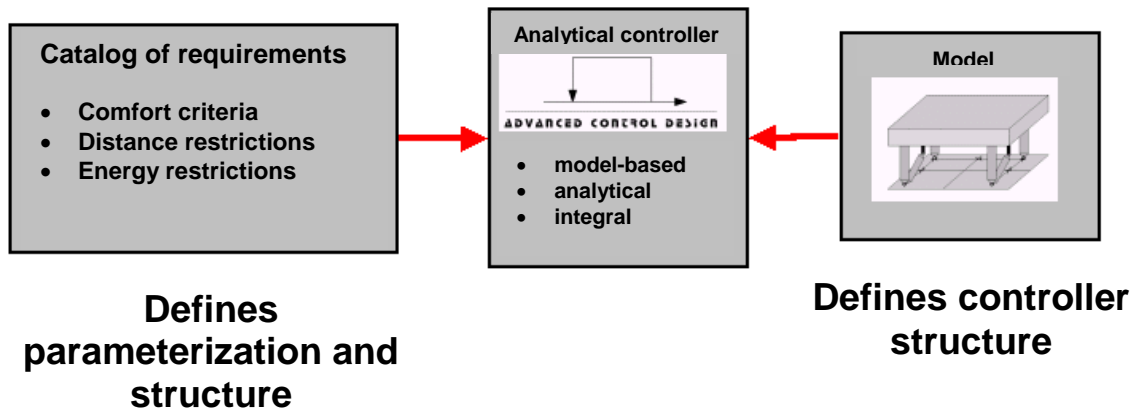 Catalog of requirements
• Comfort criteria
• Distance restrictions
• Energy restrictions
Defines
parameterization and
structure
Analytical controller
ADVANCED CONTROL DESIGN
• model-based
• analytical
• integral
Model
Defines controller
structure